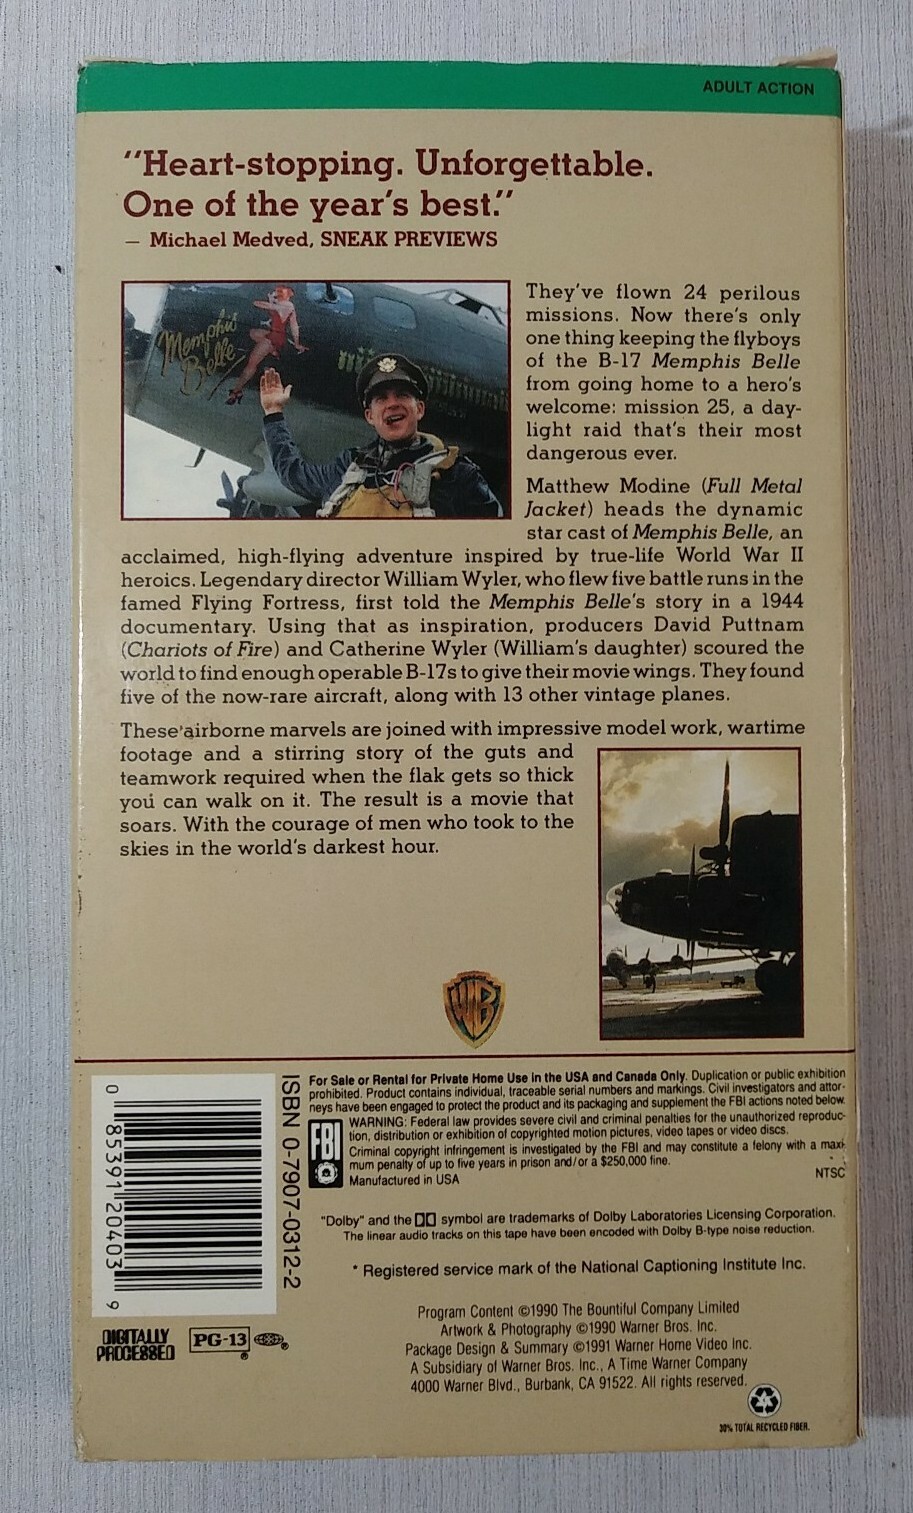 ADULT ACTION
"Heart-stopping. Unforgettable.
One of the year's best."
— Michael Medved, SNEAK PREVIEWS
Memphis
Belle
They've flown 24 perilous
missions. Now there's only
one thing keeping the flyboys
of the B-17 Memphis Belle
from going home to a hero's
welcome: mission 25, a day-
light raid that's their most
dangerous ever.
Matthew Modine (Full Metal
Jacket) heads the dynamic
star cast of Memphis Belle, an
acclaimed, high-flying adventure inspired by true-life World War II
heroics. Legendary director William Wyler, who flew five battle runs in the
famed Flying Fortress, first told the Memphis Belle's story in a 1944
documentary. Using that as inspiration, producers David Puttnam
(Chariots of Fire) and Catherine Wyler (William's daughter) scoured the
world to find enough operable B-17s to give their movie wings. They found
five of the now-rare aircraft, along with 13 other vintage planes.
These airborne marvels are joined with impressive model work, wartime
footage and a stirring story of the guts and
teamwork required when the flak gets so thick
you can walk on it. The result is a movie that
soars. With the courage of men who took to the
skies in the world's darkest hour.
WB
0 85391 20403 9
ISBN 0-7907-0312-2
For Sale or Rental for Private Home Use in the USA and Canada Only. Duplication or public exhibition
prohibited. Product contains individual, traceable serial numbers and markings. Civil investigators and attor-
neys have been engaged to protect the product and its packaging and supplement the FBI actions noted below.
FBI
WARNING: Federal law provides severe civil and criminal penalties for the unauthorized reproduc-
tion, distribution or exhibition of copyrighted motion pictures, video tapes or video discs.
Criminal copyright infringement is investigated by the FBI and may constitute a felony with a maxi-
mum penalty of up to five years in prison and/or a $250,000 fine.
Manufactured in USA
NTSC
"Dolby" and the symbol are trademarks of Dolby Laboratories Licensing Corporation.
The linear audio tracks on this tape have been encoded with Dolby B-type noise reduction.
* Registered service mark of the National Captioning Institute Inc.
DIGITALLY
PROCESSED
PG-13 ®
®
Program Content ©1990 The Bountiful Company Limited
Artwork & Photography ©1990 Warner Bros. Inc.
Package Design & Summary ©1991 Warner Home Video Inc.
A Subsidiary of Warner Bros. Inc., A Time Warner Company
4000 Warner Blvd., Burbank, CA 91522. All rights reserved.
30% TOTAL RECYCLED FIBER.